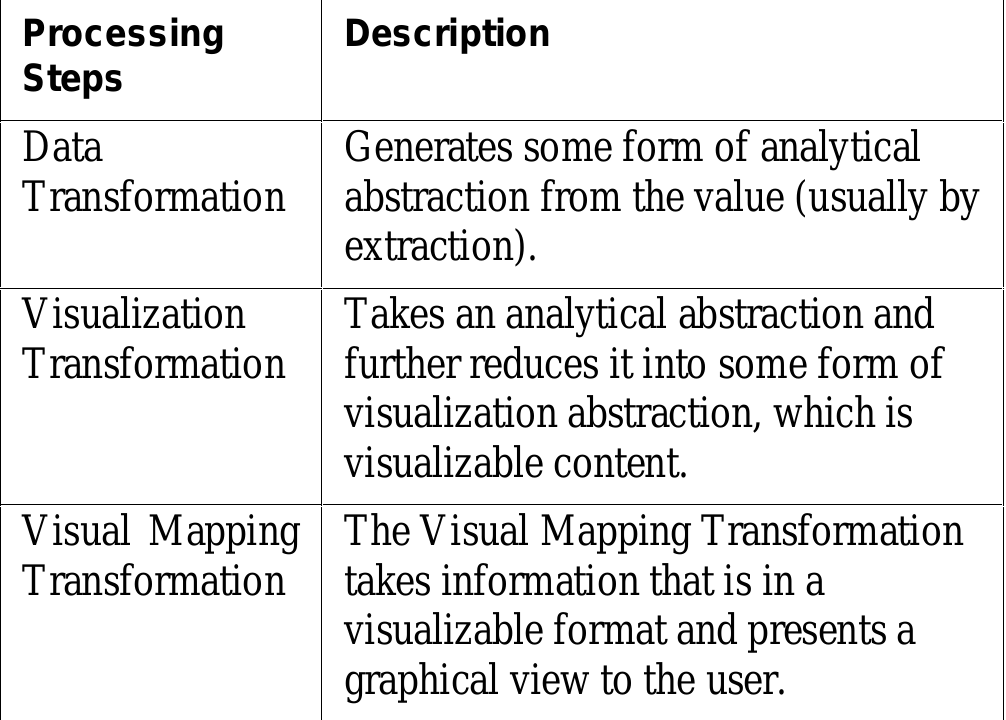 Processing
Steps
Description
Data
Transformation
Generates some form of analytical
abstraction from the value (usually by
extraction).
Visualization
Transformation
Takes an analytical abstraction and
further reduces it into some form of
visualization abstraction, which is
visualizable content.
Visual Mapping
Transformation
The Visual Mapping Transformation
takes information that is in a
visualizable format and presents a
graphical view to the user.